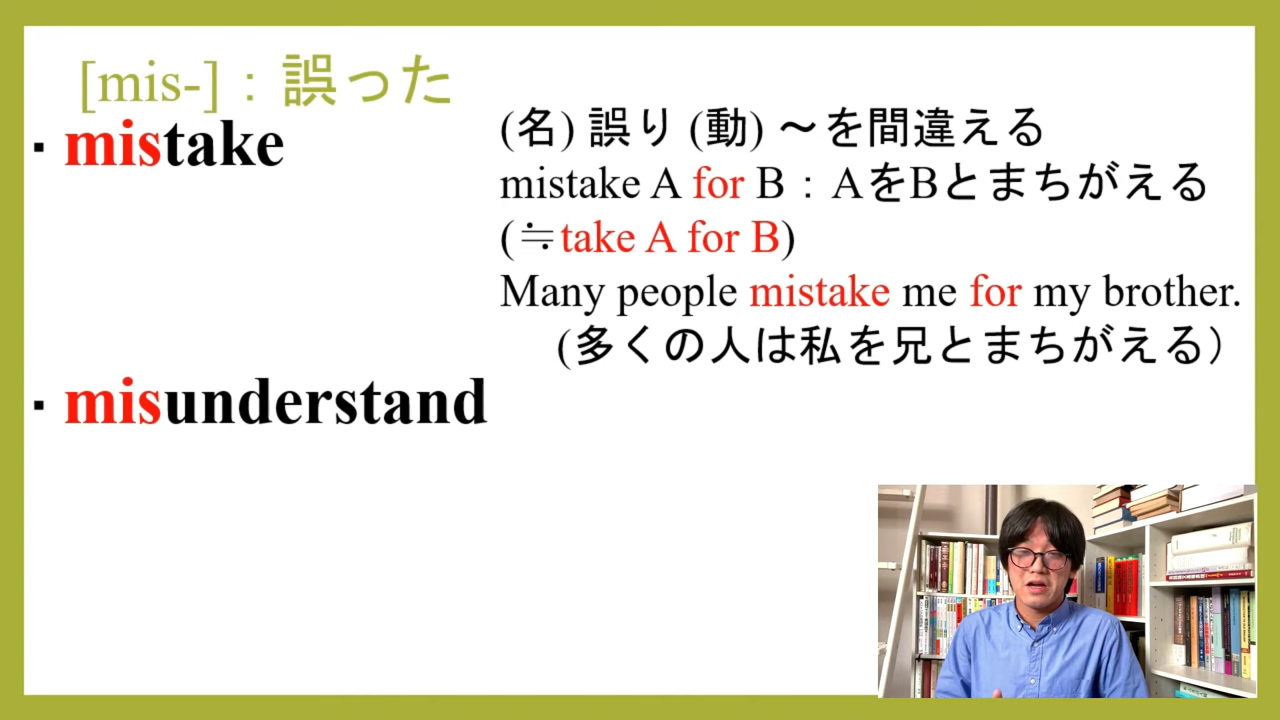 [mis-]：誤った
・mistake
(名) 誤り (動) ～を間違える
mistake A for B：AをBとまちがえる
(≒take A for B)
Many people mistake me for my brother.
(多くの人は私を兄とまちがえる）
・misunderstand